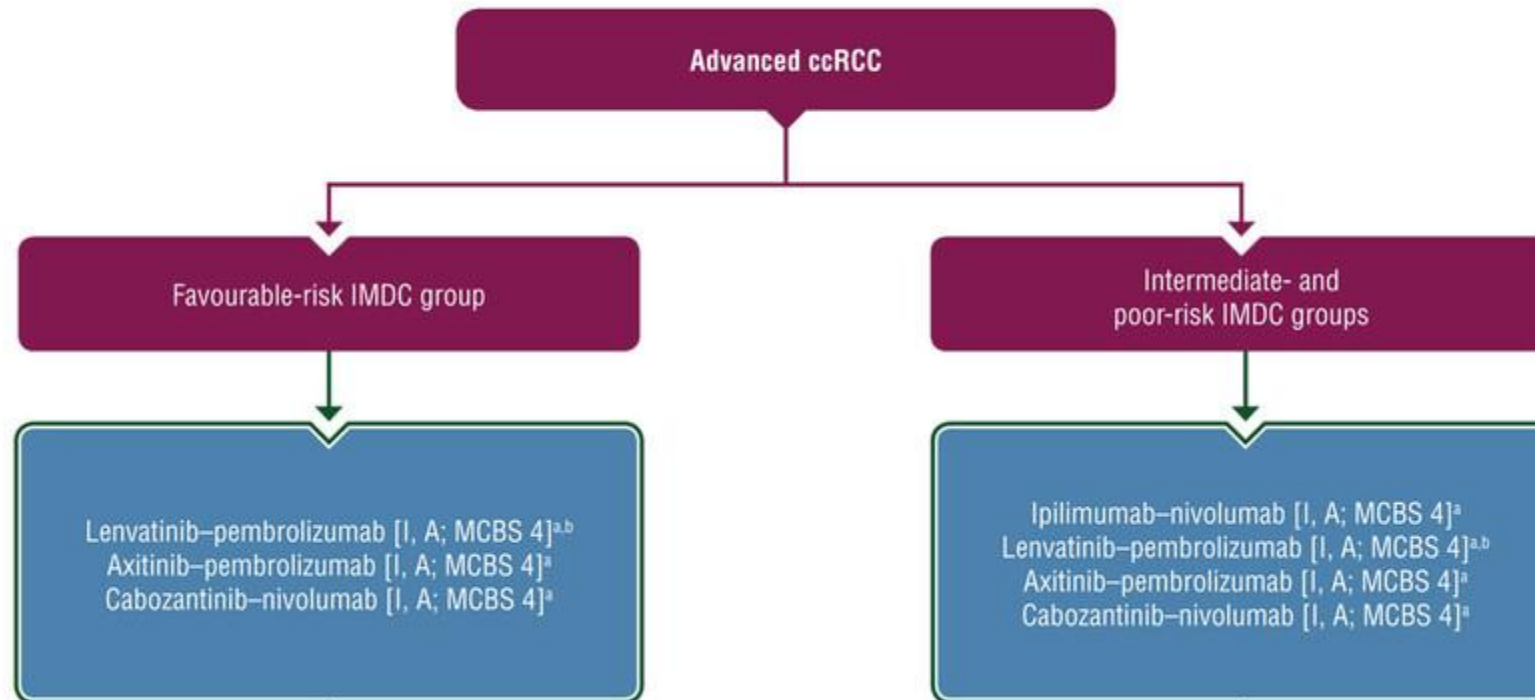 Advanced ccRCC
Favourable-risk IMDC group
Intermediate- and
poor-risk IMDC groups
Lenvatinib–pembrolizumab [I, A; MCBS 4]a,b
Axitinib–pembrolizumab [I, A; MCBS 4]a
Cabozantinib–nivolumab [I, A; MCBS 4]a
Ipilimumab–nivolumab [I, A; MCBS 4]a
Lenvatinib–pembrolizumab [I, A; MCBS 4]a,b
Axitinib–pembrolizumab [I, A; MCBS 4]a
Cabozantinib–nivolumab [I, A; MCBS 4]a